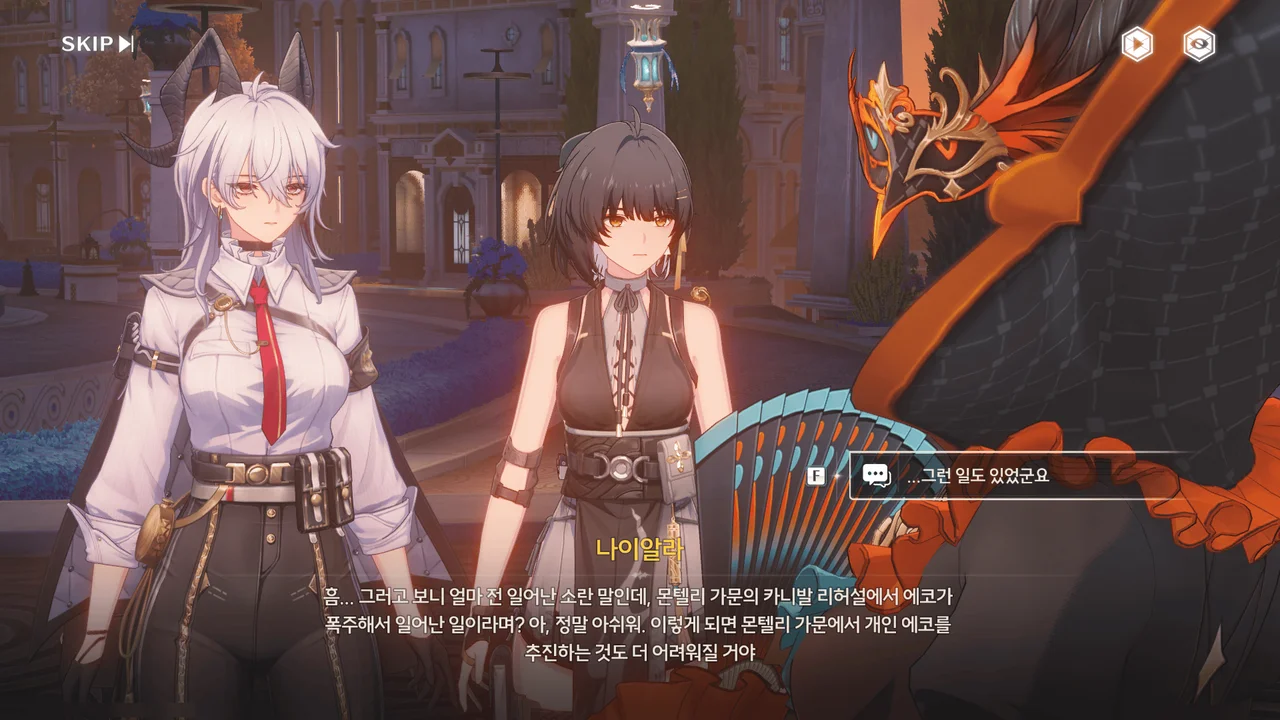 SKIP
F
...그런 일도 있었군요
나이알라
흠... 그러고 보니 얼마 전 일어난 소란 말인데, 몬텔리 가문의 카니발 리허설에서 에코가
폭주해서 일어난 일이라며? 아, 정말 아쉬워. 이렇게 되면 몬텔리 가문에서 개인 에코를
추진하는 것도 더 어려워질 거야